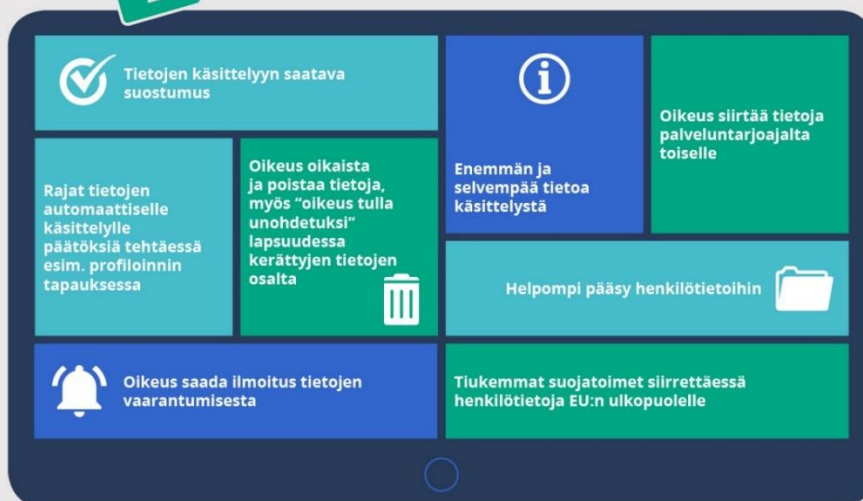 Tietojen käsittelyyn saatava
suostumus
Enemmän ja
selvempää tietoa
käsittelystä
Oikeus siirtää tietoja
palveluntarjoajalta
toiselle
Rajat tietojen
automaattiselle
käsittelylle
päätöksiä tehtäessä
esim. profiloinnin
tapauksessa
Oikeus oikaista
ja poistaa tietoja,
myös “oikeus tulla
unohdetuksi”
lapsuudessa
kerättyjen tietojen
osalta
Helpompi pääsy henkilötietoihin
Oikeus saada ilmoitus tietojen
vaarantumisesta
Tiukemmat suojatoimet siirrettäessä
henkilötietoja EU:n ulkopuolelle